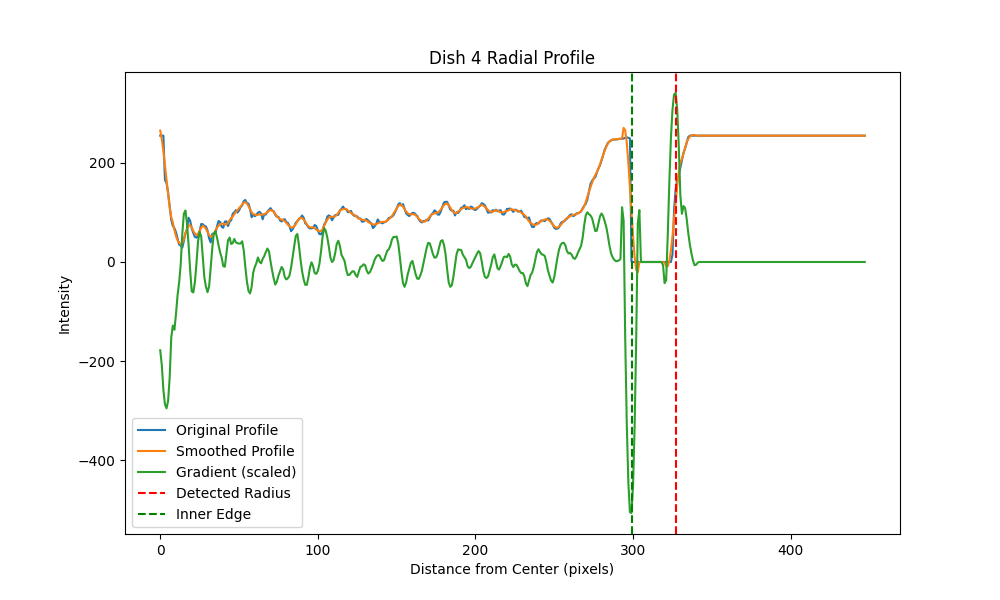 Dish 4 Radial Profile
Intensity
200
0
−200
−400
Original Profile
Smoothed Profile
Gradient (scaled)
Detected Radius
Inner Edge
0 100 200 300 400
Distance from Center (pixels)